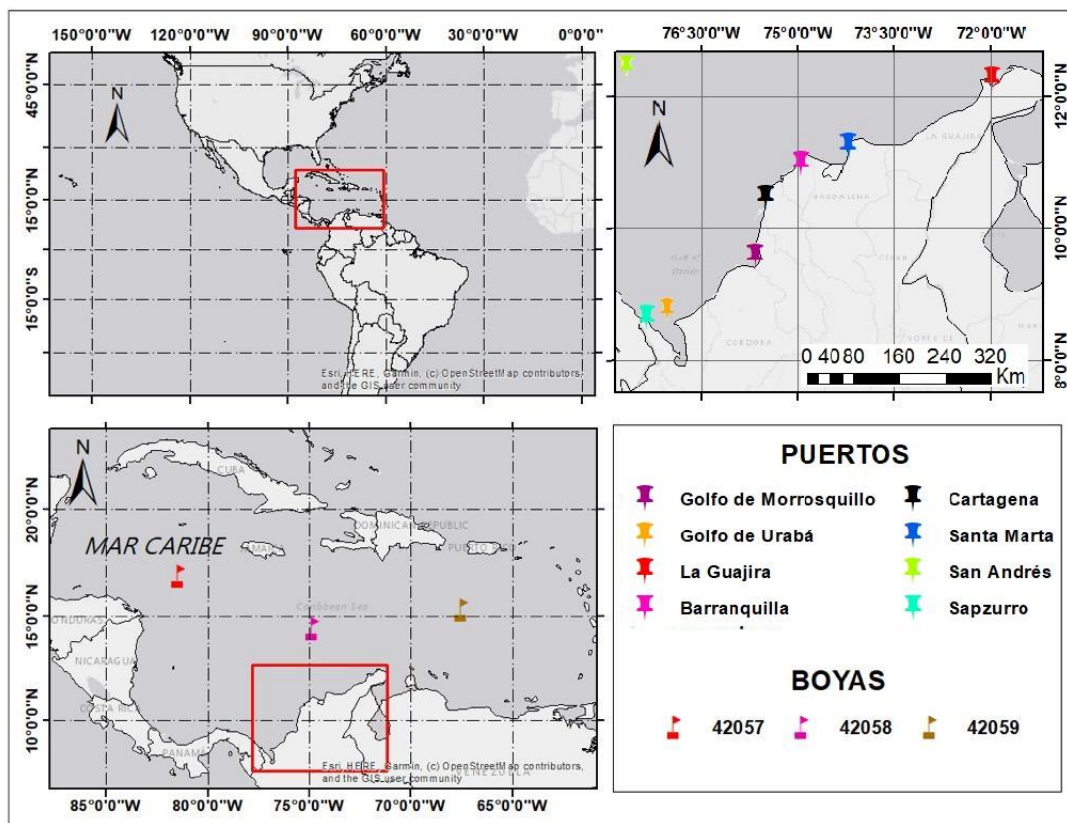 150°0'0"W 120°0'0"W 90°0'0"W 60°0'0"W 30°0'0"W 0°0'0"
45°0'0"N
15°0'0"N
15°0'0"S
N
Esri, HERE, Garmin, (c) OpenStreetMap contributors,
and the GIS user community
76°30'0"W 75°0'0"W 73°30'0"W 72°0'0"W
12°0'0"N
10°0'0"N
8°0'0"N
N
LA GUAJIRA
MAGDALENA
CESAR
CÓRDOBA
NORTE DE
0 40 80 160 240 320
Km
20°0'0"N
15°0'0"N
10°0'0"N
N
CUBA
MAR CARIBE
DOMINICAN REPUBLIC
JAMAICA
PUERTO RICO
Caribbean Sea
ONDURAS
NICARAGUA
COSTA RICA
PANAMÁ
VENEZUELA
Esri, HERE, Garmin, (c) OpenStreetMap contributors,
and the GIS user community
85°0'0"W 80°0'0"W 75°0'0"W 70°0'0"W 65°0'0"W
PUERTOS
Golfo de Morrosquillo Cartagena
Golfo de Urabá Santa Marta
La Guajira San Andrés
Barranquilla Sapzurro
BOYAS
42057 42058 42059